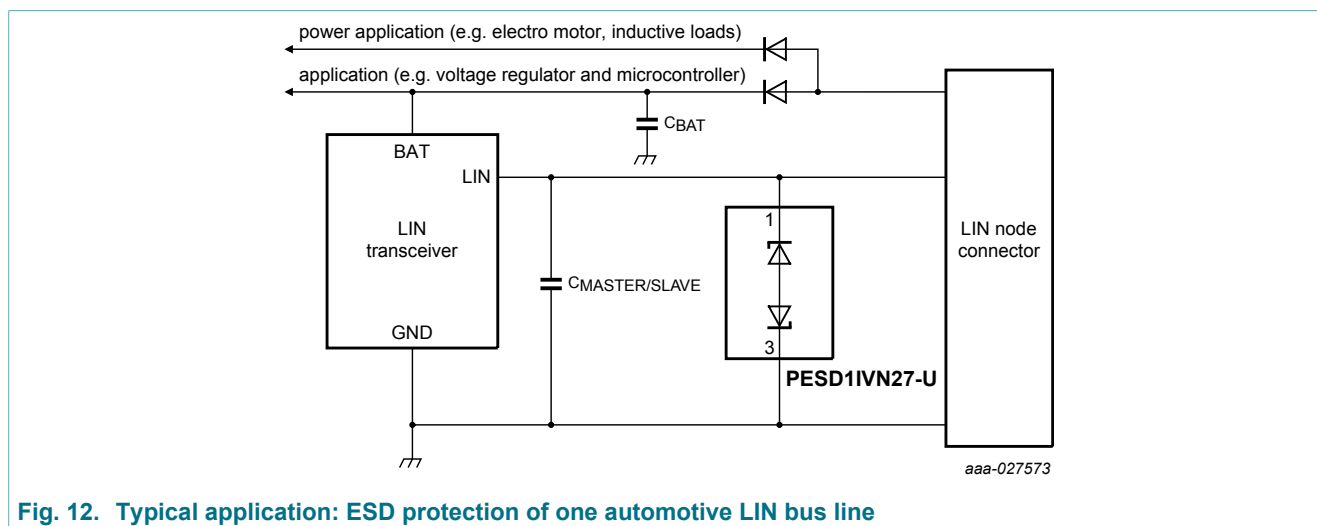 power application (e.g. electro motor, inductive loads)
application (e.g. voltage regulator and microcontroller)
CBAT
BAT
LIN
LIN
transceiver
GND
CMASTER/SLAVE
1
3
PESD1IVN27-U
LIN node
connector
aaa-027573
Fig. 12. Typical application: ESD protection of one automotive LIN bus line